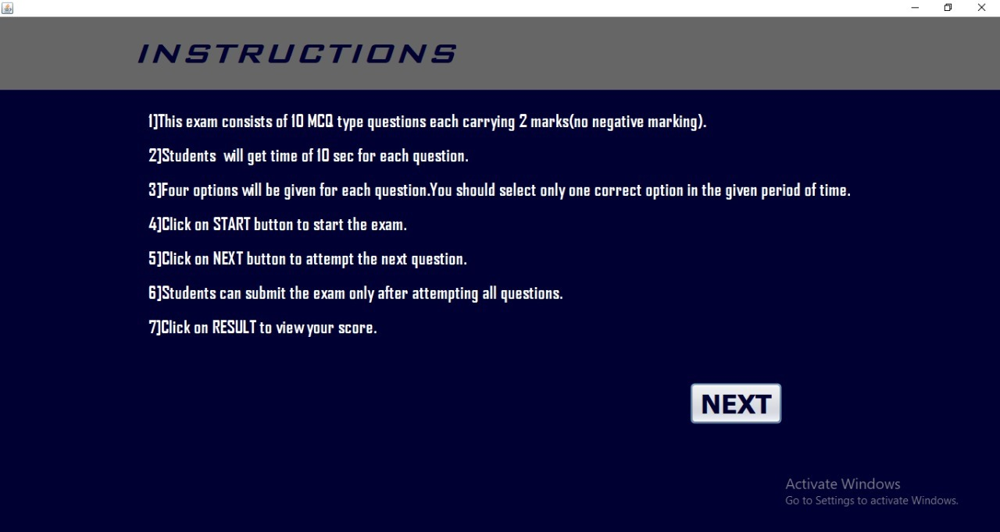 INSTRUCTIONS
1]This exam consists of 10 MCQ type questions each carrying 2 marks(no negative marking).
2]Students  will get time of 10 sec for each question.
3]Four options will be given for each question.You should select only one correct option in the given period of time.
4]Click on START button to start the exam.
5]Click on NEXT button to attempt the next question.
6]Students can submit the exam only after attempting all questions.
7]Click on RESULT to view your score.
NEXT
Activate Windows
Go to Settings to activate Windows.